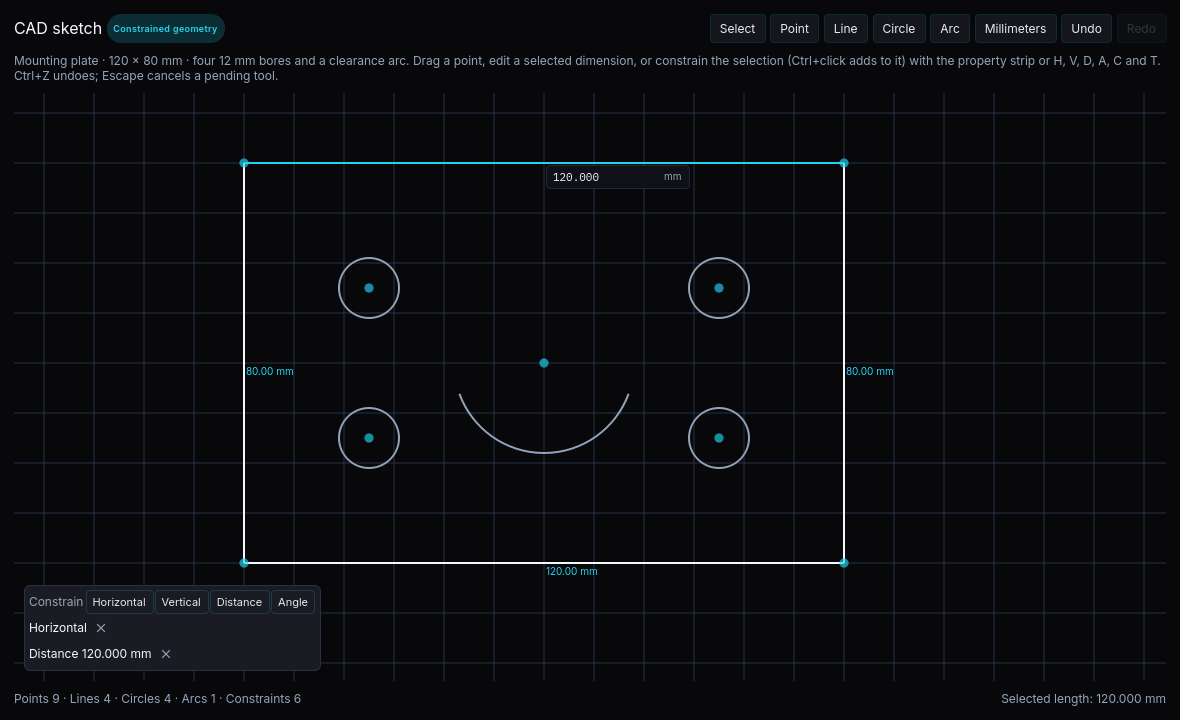 CAD sketch Constrained geometry Select Point Line Circle Arc Millimeters Undo Redo
Mounting plate · 120 × 80 mm · four 12 mm bores and a clearance arc. Drag a point, edit a selected dimension, or constrain the selection (Ctrl+click adds to it) with the property strip or H, V, D, A, C and T.
Ctrl+Z undoes; Escape cancels a pending tool.
120.000 mm
80.00 mm 80.00 mm
120.00 mm
Constrain Horizontal Vertical Distance Angle
Horizontal ×
Distance 120.000 mm ×
Points 9 · Lines 4 · Circles 4 · Arcs 1 · Constraints 6 Selected length: 120.000 mm